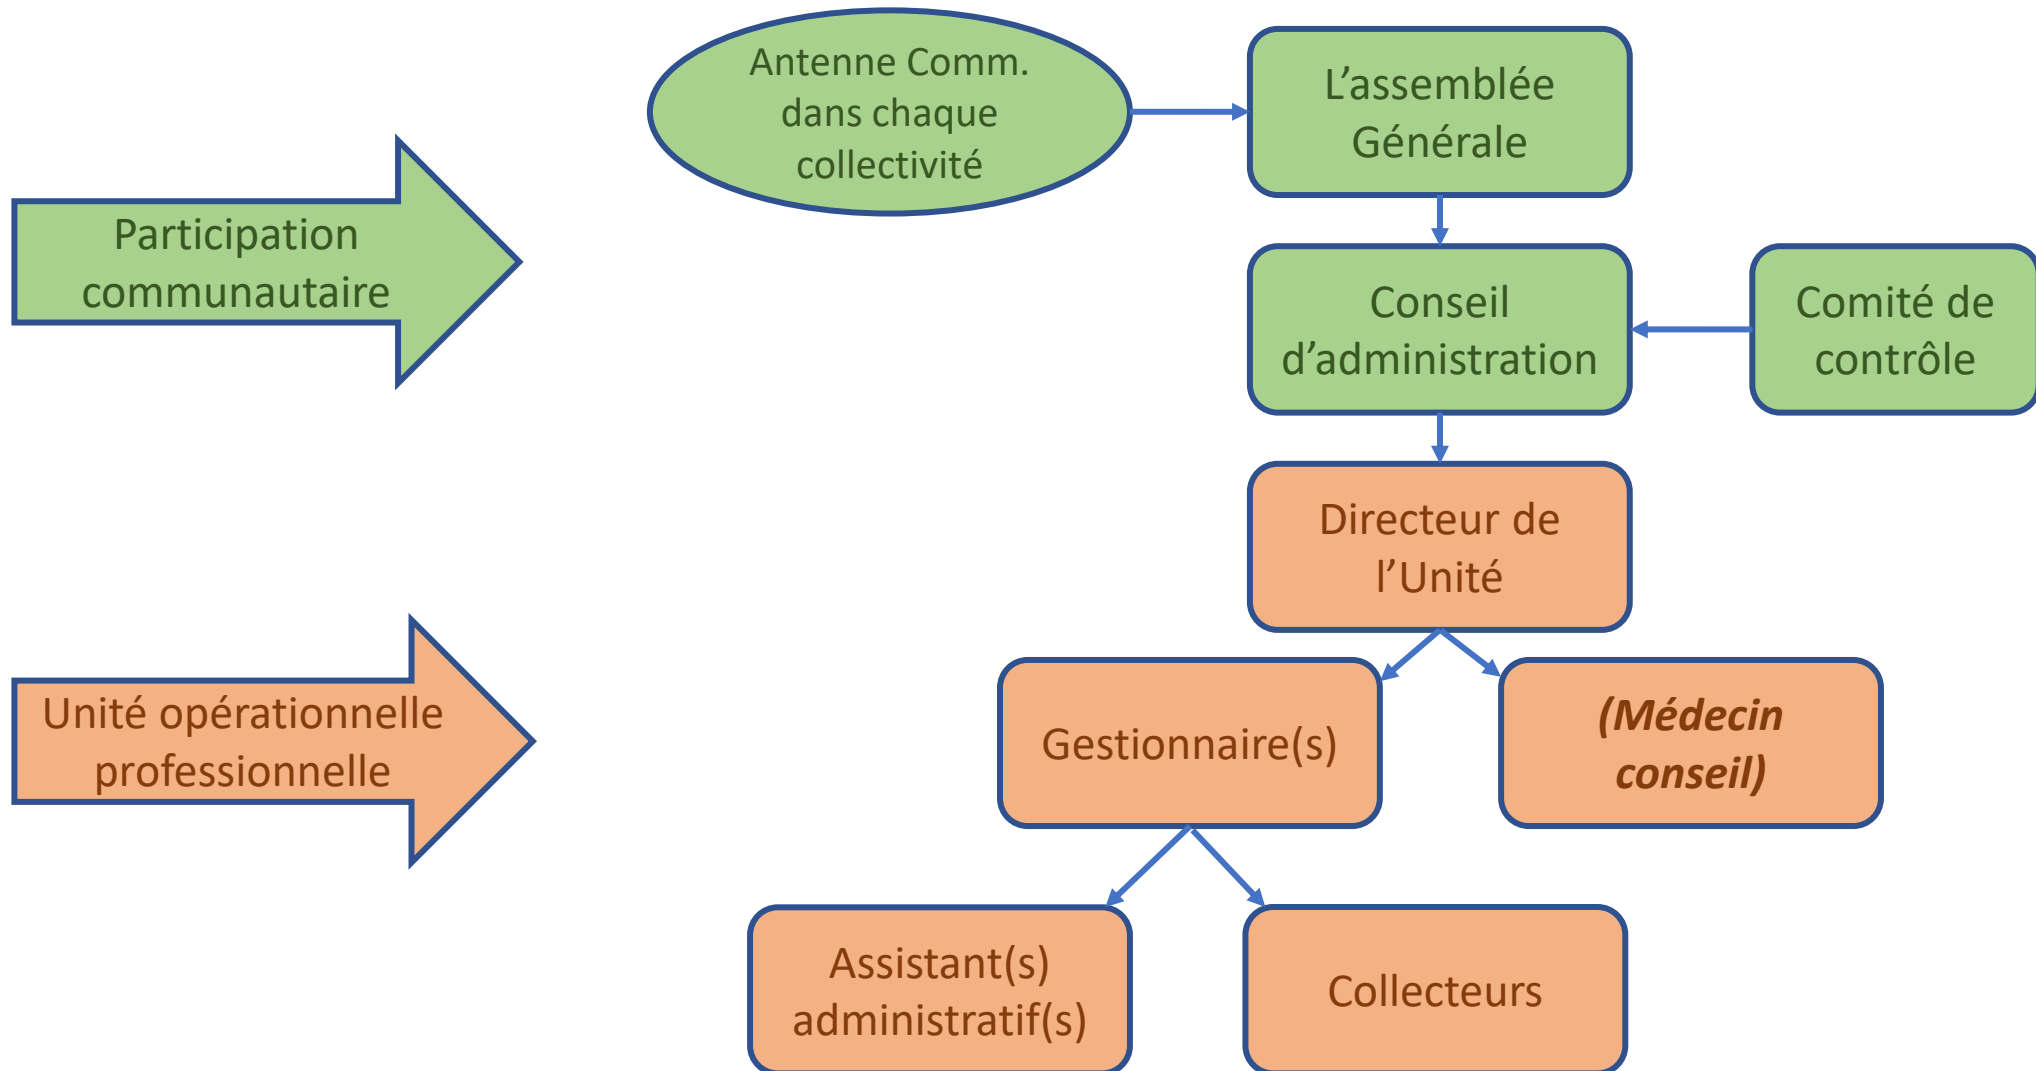 Antenne Comm.
dans chaque
collectivité
L’assemblée
Générale
Participation
communautaire
Conseil
d’administration
Comité de
contrôle
Directeur de
l’Unité
Unité opérationnelle
professionnelle
Gestionnaire(s)
(Médecin
conseil)
Assistant(s)
administratif(s)
Collecteurs